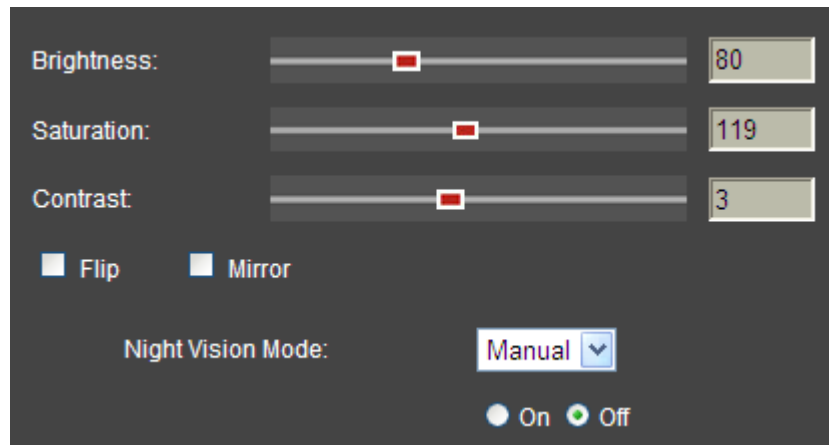 Brightness: 80
Saturation: 119
Contrast: 3
Flip Mirror
Night Vision Mode: Manual
On Off